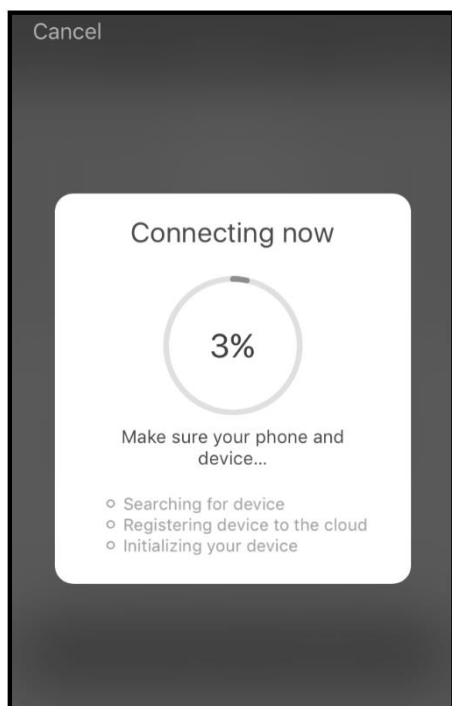 Cancel
Connecting now
3%
Make sure your phone and
device...
Searching for device
Registering device to the cloud
Initializing your device